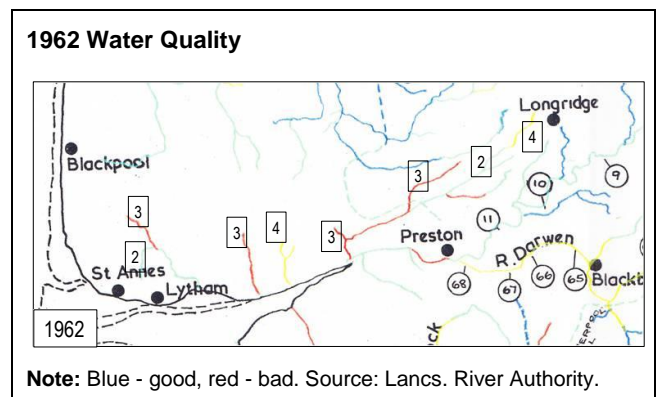 1962 Water Quality
Longridge
4
Blackpool
3
2
9
10
3
11
3
4
3
Preston
R. Darwen
2
St Annes
Lytham
68
67
66
65
Blackb
1962
ck
Note: Blue - good, red - bad. Source: Lancs. River Authority.